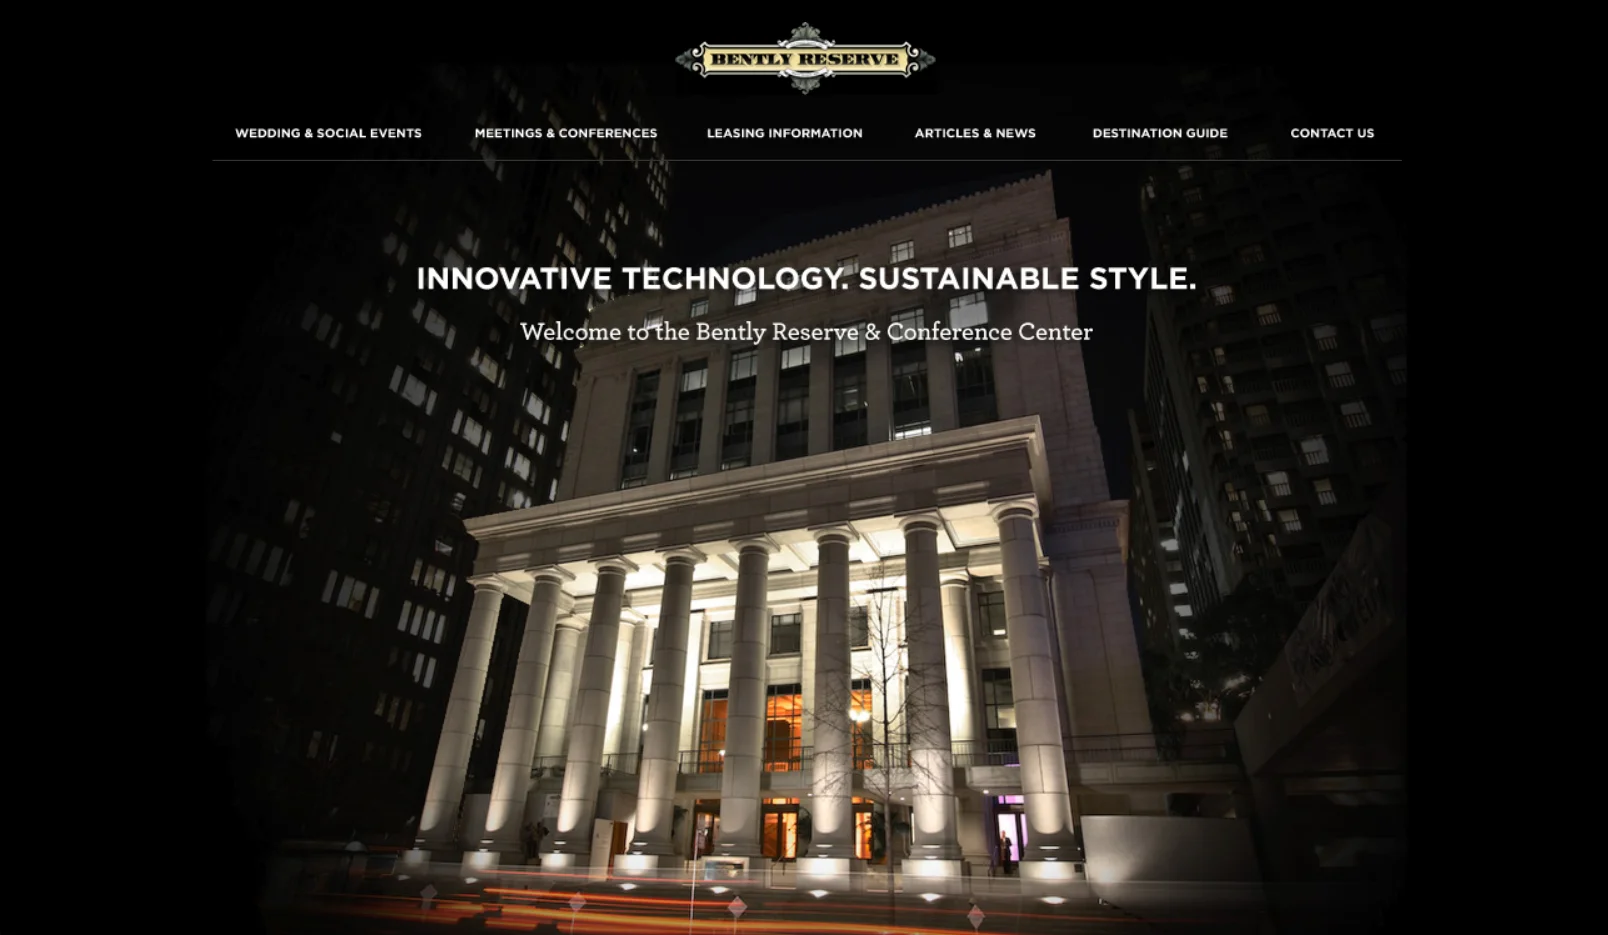 BENTLY RESERVE
WEDDING & SOCIAL EVENTS
MEETINGS & CONFERENCES
LEASING INFORMATION
ARTICLES & NEWS
DESTINATION GUIDE
CONTACT US
INNOVATIVE TECHNOLOGY. SUSTAINABLE STYLE.
Welcome to the Bently Reserve & Conference Center